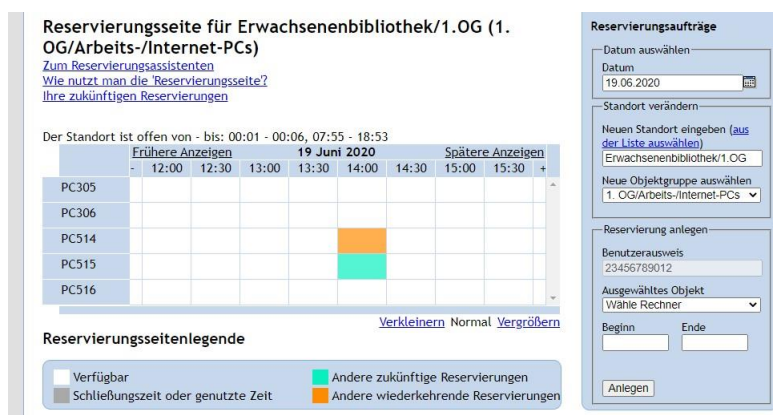 Reservierungsseite für Erwachsenenbibliothek/1.OG (1.
OG/Arbeits-/Internet-PCs)
Zum Reservierungsassistenten
Wie nutzt man die 'Reservierungsseite'?
Ihre zukünftigen Reservierungen
Der Standort ist offen von - bis: 00:01 - 00:06, 07:55 - 18:53
Frühere Anzeigen 19 Juni 2020 Spätere Anzeigen
- 12:00 12:30 13:00 13:30 14:00 14:30 15:00 15:30 +
PC305
PC306
PC514
PC515
PC516
Verkleinern Normal Vergrößern
Reservierungsseitenlegende
Verfügbar
Schließungszeit oder genutzte Zeit
Andere zukünftige Reservierungen
Andere wiederkehrende Reservierungen
Reservierungsaufträge
Datum auswählen
Datum
19.06.2020
Standort verändern
Neuen Standort eingeben (aus
der Liste auswählen)
Erwachsenenbibliothek/1.OG
Neue Objektgruppe auswählen
1. OG/Arbeits-/Internet-PCs
Reservierung anlegen
Benutzerausweis
23456789012
Ausgewähltes Objekt
Wähle Rechner
Beginn Ende
Anlegen